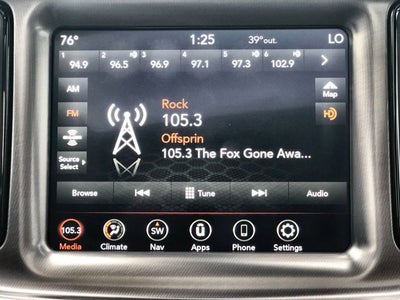 76° 1:25 39°out. LO
1 2 3 4 5 6
94.9 96.5 96.9 97.1 97.3 102.9
AM
FM
Source
Select
Rock
105.3
Offsprin
105.3 The Fox Gone Awa...
Map
HD
Browse Tune Audio
105.3 SW
Media Climate Nav Apps Phone Settings